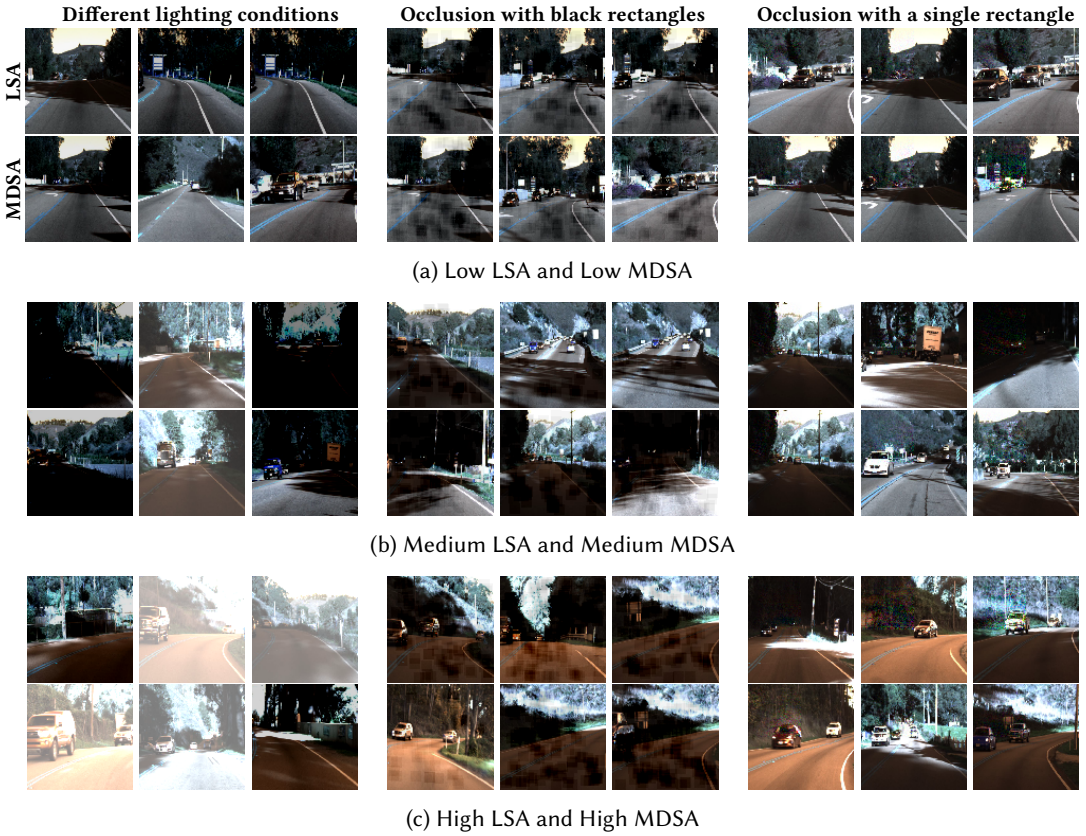 Different lighting conditions
Occlusion with black rectangles
Occlusion with a single rectangle
LSA
MDSA
(a) Low LSA and Low MDSA
(b) Medium LSA and Medium MDSA
(c) High LSA and High MDSA